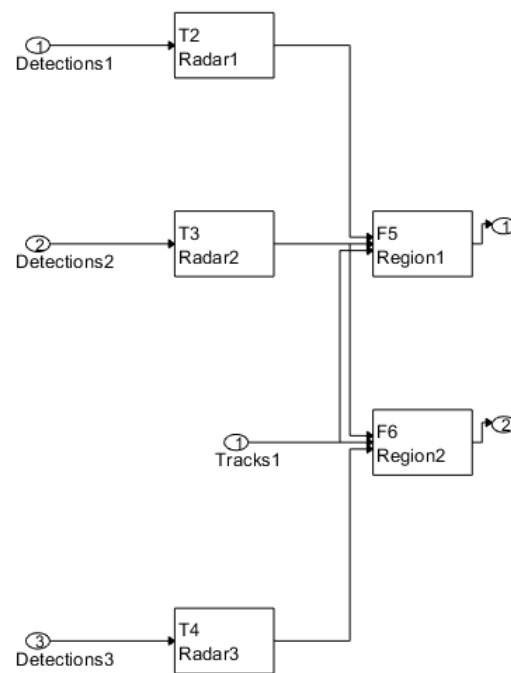 T2
1
Radar1
Detections1
T3
F5
1
2
Radar2
Region1
Detections2
F6
2
1
Region2
Tracks1
T4
3
Radar3
Detections3